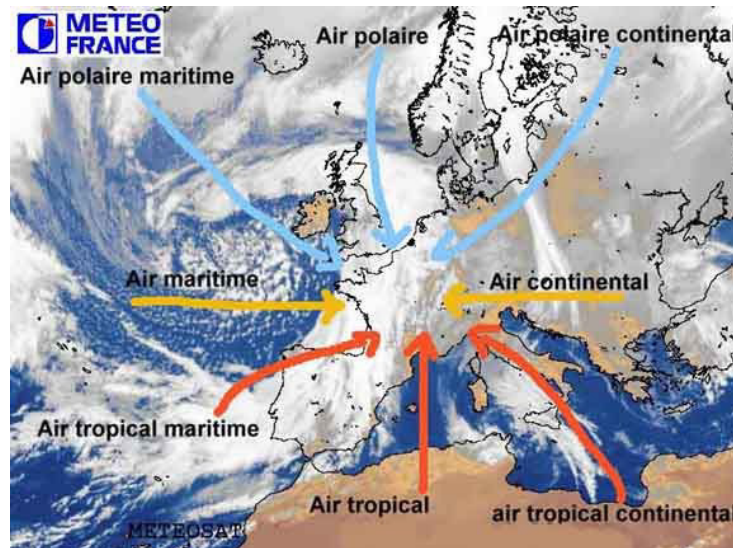 METEO
FRANCE
Air polaire
Air polaire continental
Air polaire maritime
Air maritime
Air continental
Air tropical maritime
Air tropical
air tropical continental
METEOSAT